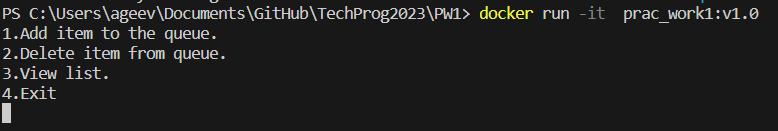 PS C:\Users\ageev\Documents\GitHub\TechProg2023\PW1> docker run -it  prac_work1:v1.0
1.Add item to the queue.
2.Delete item from queue.
3.View list.
4.Exit